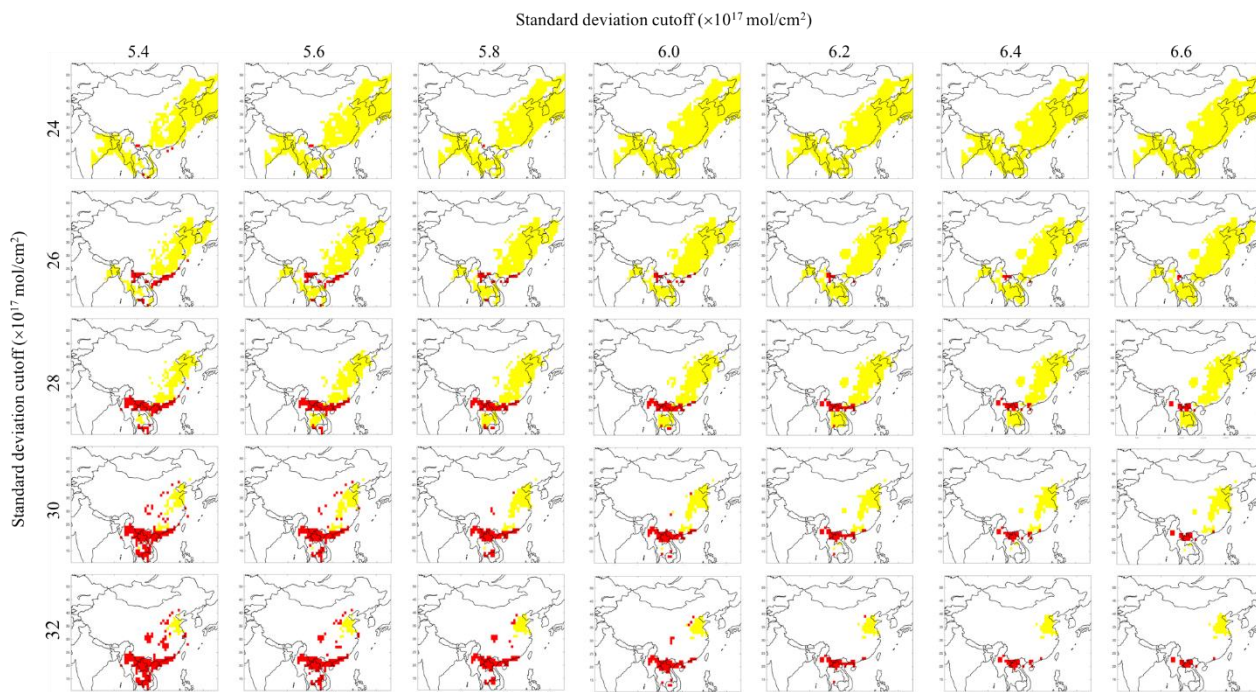 Standard deviation cutoff (×10¹⁷ mol/cm²)
5.4 5.6 5.8 6.0 6.2 6.4 6.6
Standard deviation cutoff (×10¹⁷ mol/cm²)
24
26
28
30
32